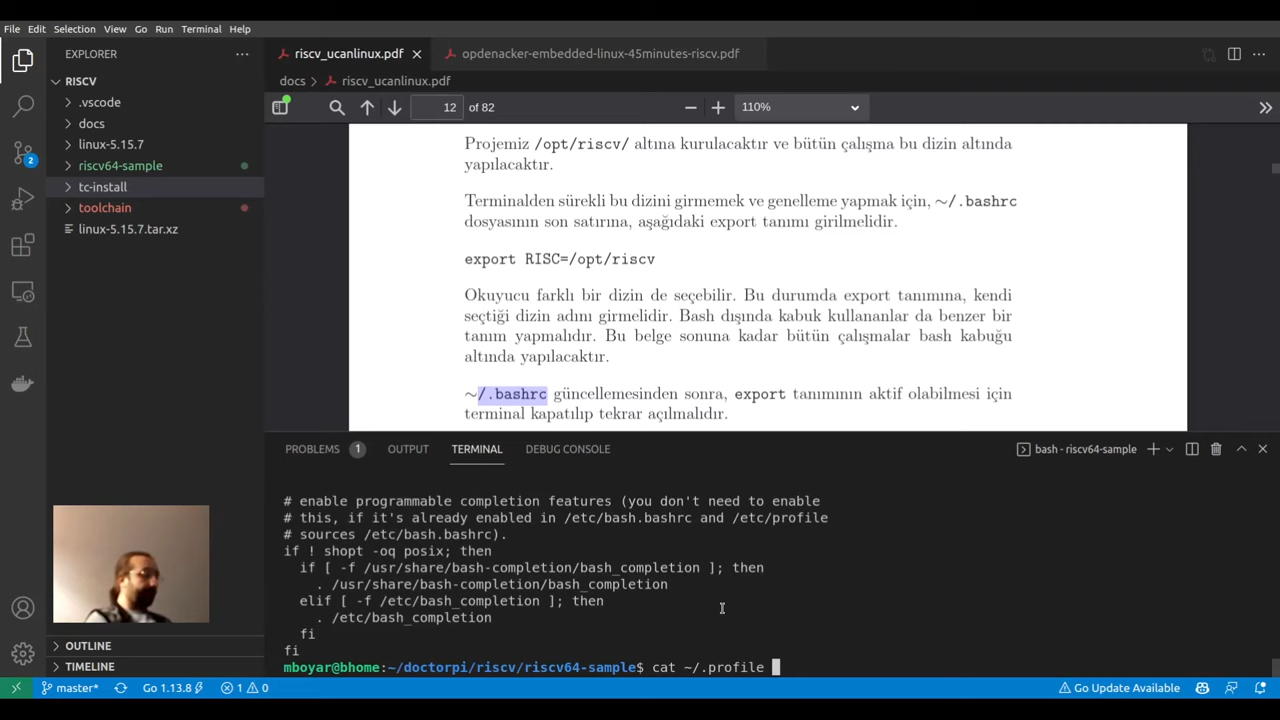 File Edit Selection View Go Run Terminal Help
EXPLORER
riscv_ucanlinux.pdf
opdenacker-embedded-linux-45minutes-riscv.pdf
RISCV
docs > riscv_ucanlinux.pdf
.vscode
docs
linux-5.15.7
riscv64-sample
tc-install
toolchain
linux-5.15.7.tar.xz
12 of 82
110%
Projemiz /opt/riscv/ altına kurulacaktır ve bütün çalışma bu dizin altında
yapılacaktır.
Terminalden sürekli bu dizini girmemek ve genelleme yapmak için, ~/.bashrc
dosyasının son satırına, aşağıdaki export tanımı girilmelidir.
export RISC=/opt/riscv
Okuyucu farklı bir dizin de seçebilir. Bu durumda export tanımına, kendi
seçtiği dizin adını girmelidir. Bash dışında kabuk kullananlar da benzer bir
tanım yapmalıdır. Bu belge sonuna kadar bütün çalışmalar bash kabuğu
altında yapılacaktır.
~/.bashrc güncellemesinden sonra, export tanımının aktif olabilmesi için
terminal kapatılıp tekrar açılmalıdır.
PROBLEMS 1 OUTPUT TERMINAL DEBUG CONSOLE
bash - riscv64-sample
# enable programmable completion features (you don't need to enable
# this, if it's already enabled in /etc/bash.bashrc and /etc/profile
# sources /etc/bash.bashrc).
if ! shopt -oq posix; then
if [ -f /usr/share/bash-completion/bash_completion ]; then
. /usr/share/bash-completion/bash_completion
elif [ -f /etc/bash_completion ]; then
. /etc/bash_completion
fi
fi
mboyar@bhome:~/doctorpi/riscv/riscv64-sample$ cat ~/.profile
OUTLINE
TIMELINE
2
master*
Go 1.13.8
1
0
Go Update Available